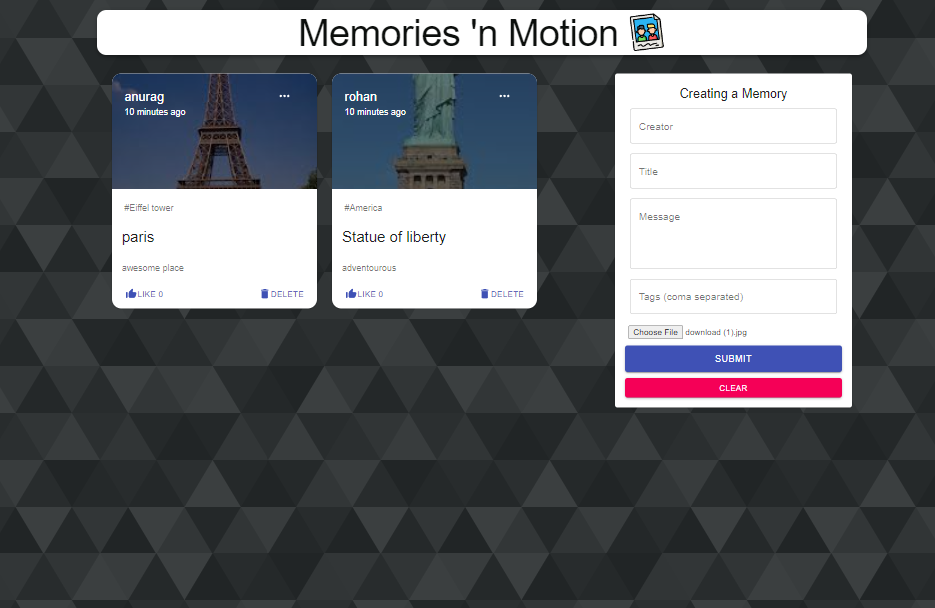 Memories 'n Motion
anurag
10 minutes ago
#Eiffel tower
paris
awesome place
LIKE 0 DELETE
rohan
10 minutes ago
#America
Statue of liberty
adventourous
LIKE 0 DELETE
Creating a Memory
Creator
Title
Message
Tags (coma separated)
Choose File download (1).jpg
SUBMIT
CLEAR